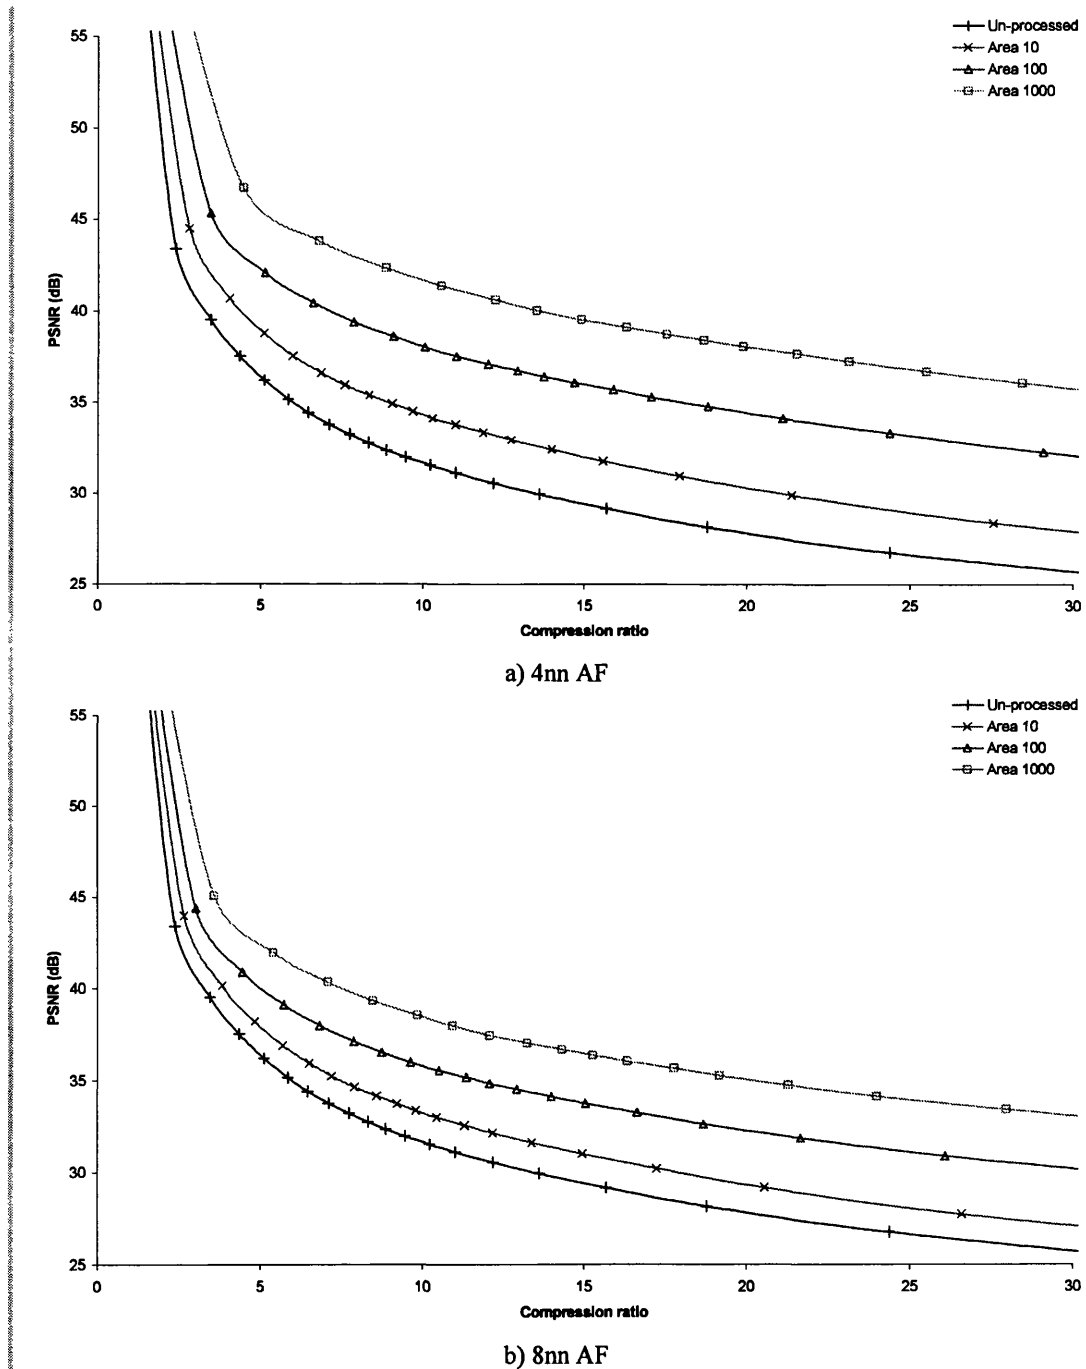 Un-processed
Area 10
Area 100
Area 1000
55
50
45
40
35
30
25
PSNR (dB)
0 5 10 15 20 25 30
Compression ratio
a) 4nn AF
Un-processed
Area 10
Area 100
Area 1000
55
50
45
40
35
30
25
PSNR (dB)
0 5 10 15 20 25 30
Compression ratio
b) 8nn AF